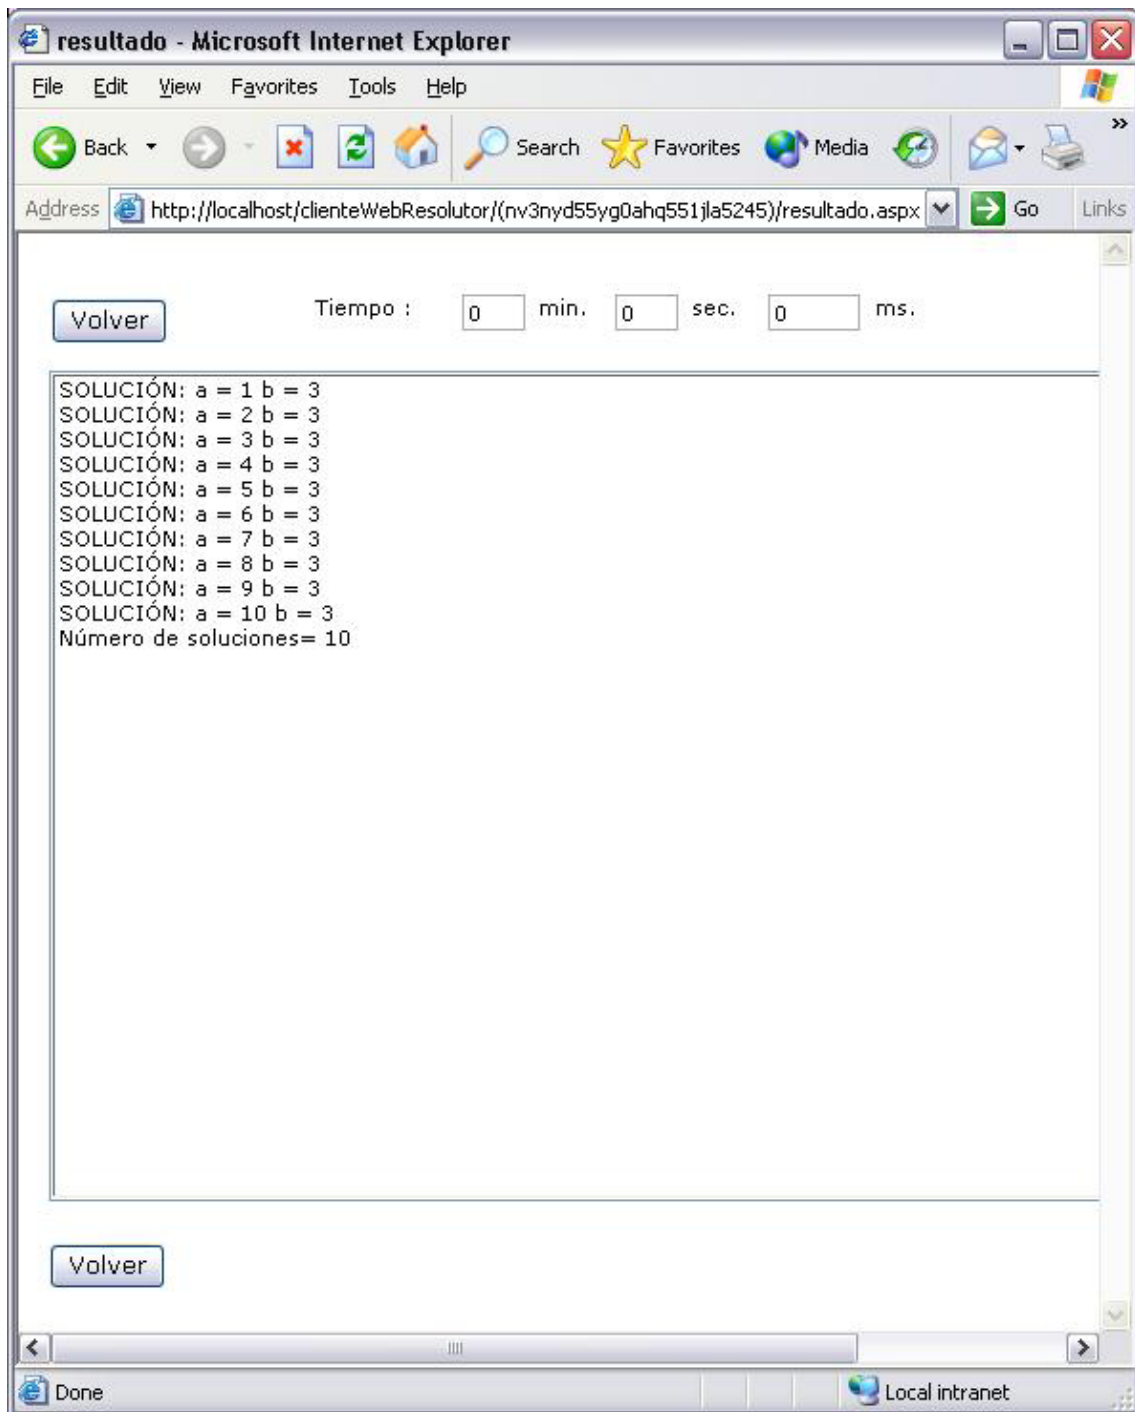 resultado - Microsoft Internet Explorer
File Edit View Favorites Tools Help
Back Search Favorites Media »
Address http://localhost/clienteWebResolutor/(nv3nyd55yg0ahq551jla5245)/resultado.aspx Go Links
Volver Tiempo : 0 min. 0 sec. 0 ms.
SOLUCIÓN: a = 1 b = 3
SOLUCIÓN: a = 2 b = 3
SOLUCIÓN: a = 3 b = 3
SOLUCIÓN: a = 4 b = 3
SOLUCIÓN: a = 5 b = 3
SOLUCIÓN: a = 6 b = 3
SOLUCIÓN: a = 7 b = 3
SOLUCIÓN: a = 8 b = 3
SOLUCIÓN: a = 9 b = 3
SOLUCIÓN: a = 10 b = 3
Número de soluciones= 10
Volver
Done Local intranet